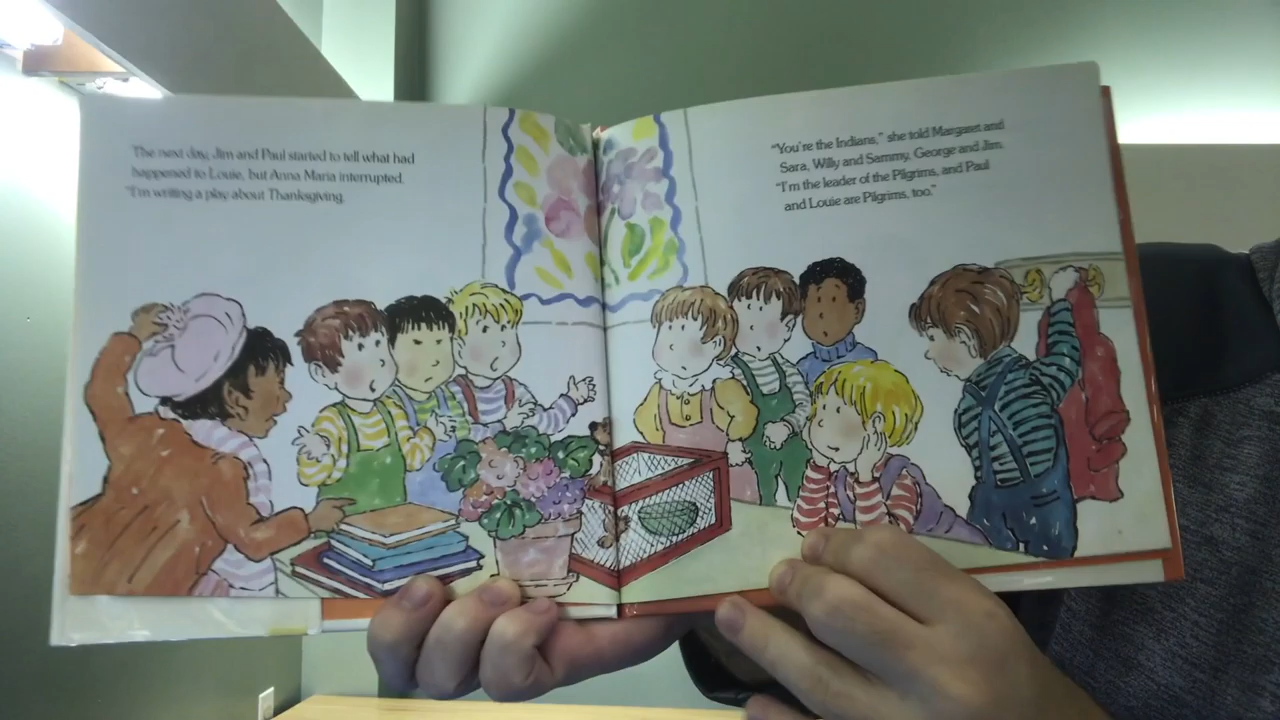 The next day, Jim and Paul started to tell what had
happened to Louie, but Anna Maria interrupted.
"I'm writing a play about Thanksgiving.
"You're the Indians," she told Margaret and
Sara, Willy and Sammy, George and Jim.
"I'm the leader of the Pilgrims, and Paul
and Louie are Pilgrims, too."